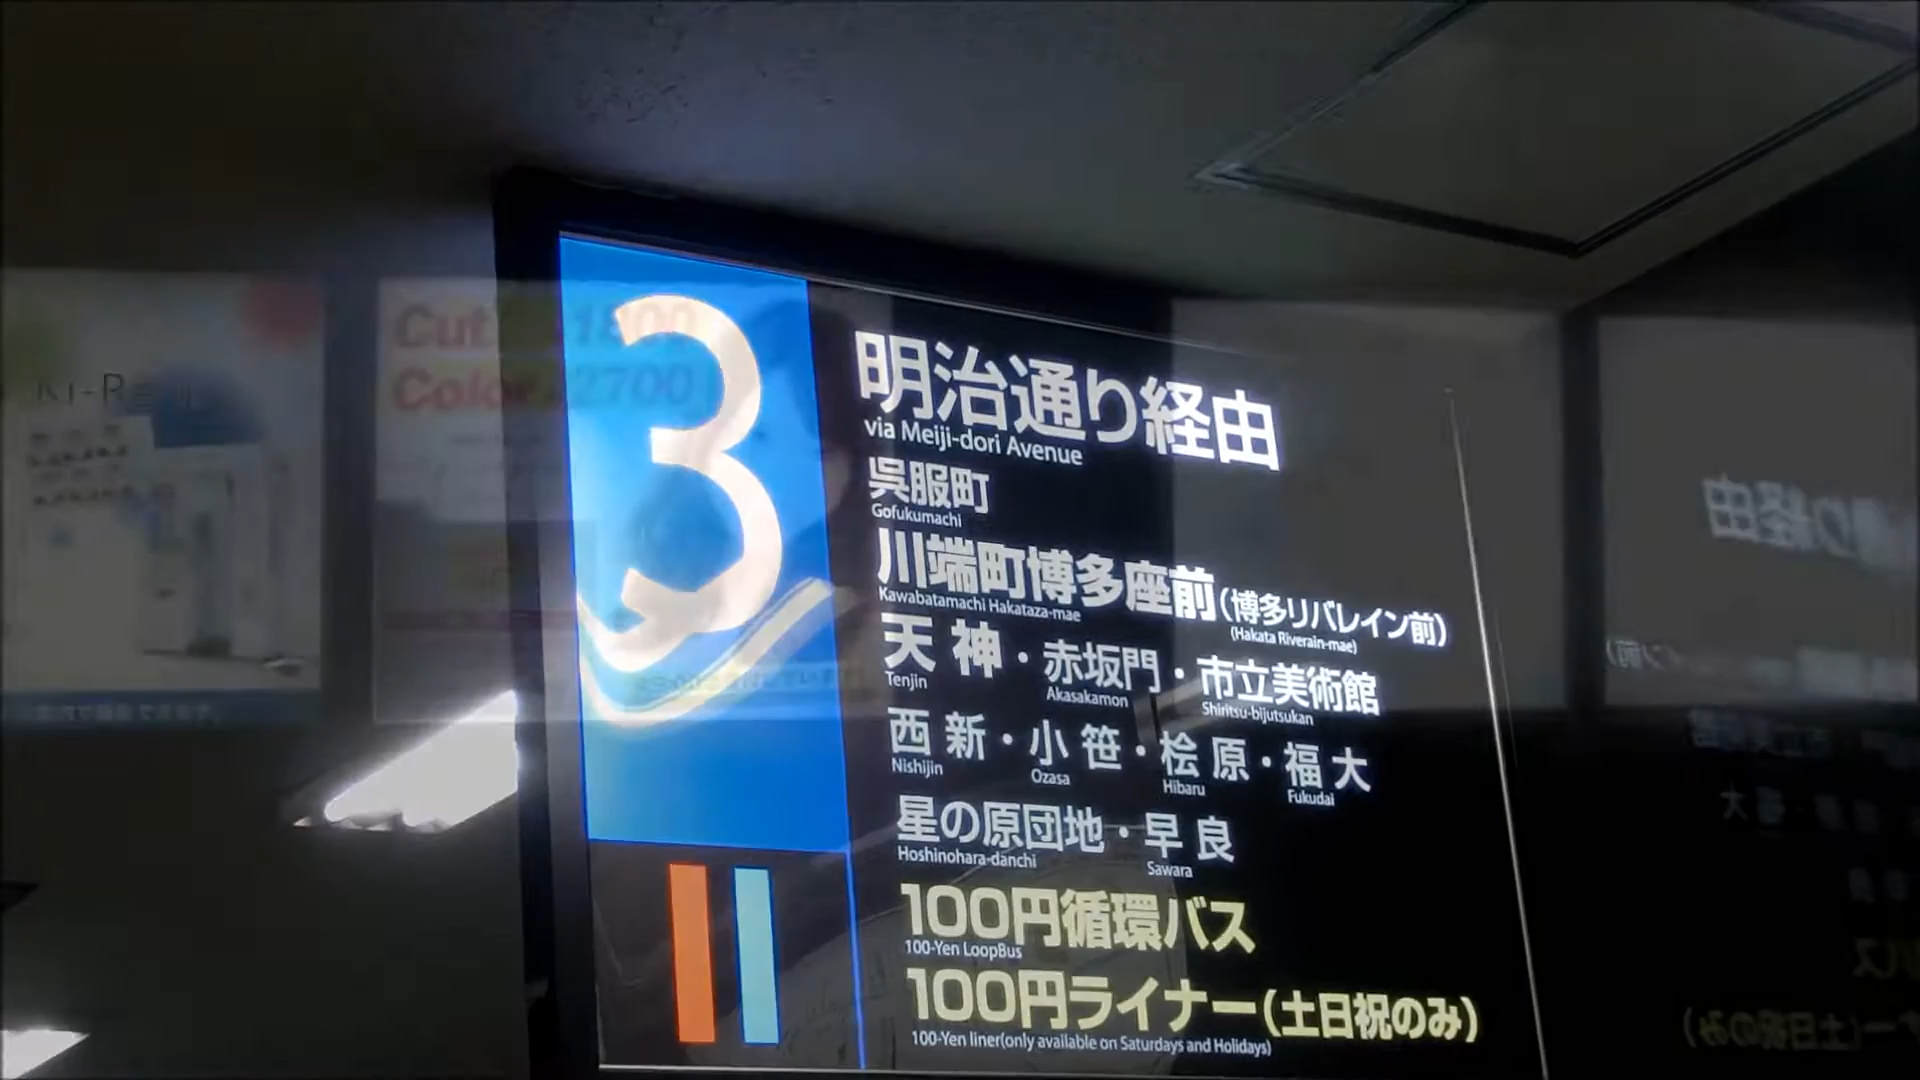 3
明治通り経由
via Meiji-dori Avenue
呉服町
Gofukumachi
川端町博多座前(博多リバレイン前)
Kawabatamachi Hakataza-mae (Hakata Riverain-mae)
天神・赤坂門・市立美術館
Tenjin Akasakamon Shiritsu-bijutsukan
西新・小笹・桧原・福大
Nishijin Ozasa Hibaru Fukudai
星の原団地・早良
Hoshinohara-danchi Sawara
100円循環バス
100-Yen LoopBus
100円ライナー(土日祝のみ)
100-Yen liner(only available on Saturdays and Holidays)
Cut 1800
Color 2700